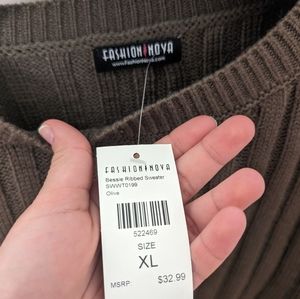 FASHION NOVA
www.FashionNova.com
FASHION NOVA
Bessie Ribbed Sweater
SWWT0199
Olive
522469
SIZE
XL
MSRP: $32.99